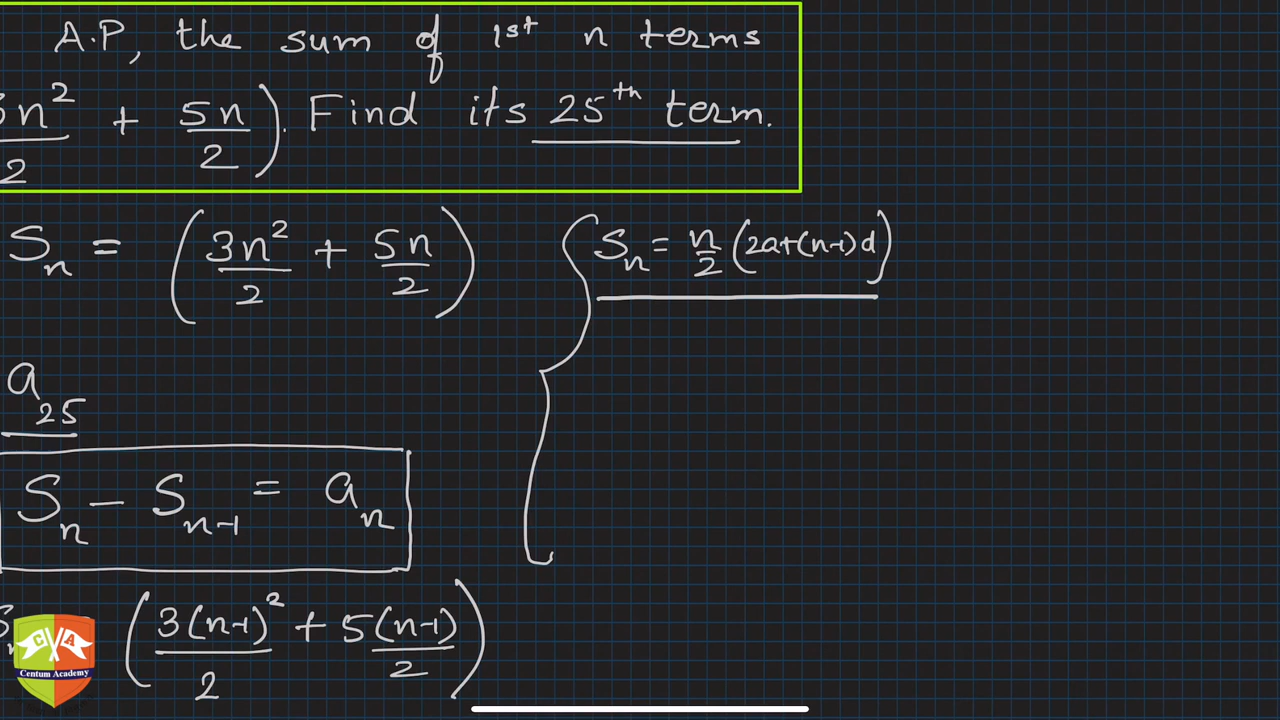 A.P, the sum of 1st n terms
3n²/2 + 5n/2). Find its 25th term.
Sn = (3n²/2 + 5n/2)
Sn = n/2 (2a+(n-1)d)
a25
Sn - Sn-1 = an
(3(n-1)²/2 + 5(n-1)/2)
C A
Centum Academy